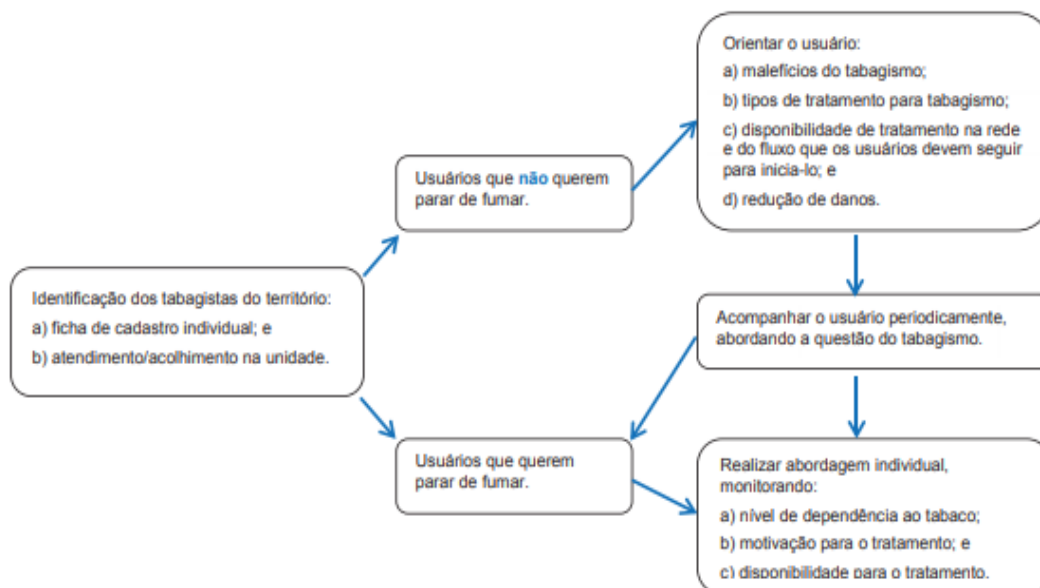 Identificação dos tabagistas do território:
a) ficha de cadastro individual; e
b) atendimento/acolhimento na unidade.
Usuários que não querem
parar de fumar.
Orientar o usuário:
a) malefícios do tabagismo;
b) tipos de tratamento para tabagismo;
c) disponibilidade de tratamento na rede
e do fluxo que os usuários devem seguir
para inicia-lo; e
d) redução de danos.
Acompanhar o usuário periodicamente,
abordando a questão do tabagismo.
Usuários que querem
parar de fumar.
Realizar abordagem individual,
monitorando:
a) nível de dependência ao tabaco;
b) motivação para o tratamento; e
c) disponibilidade para o tratamento.